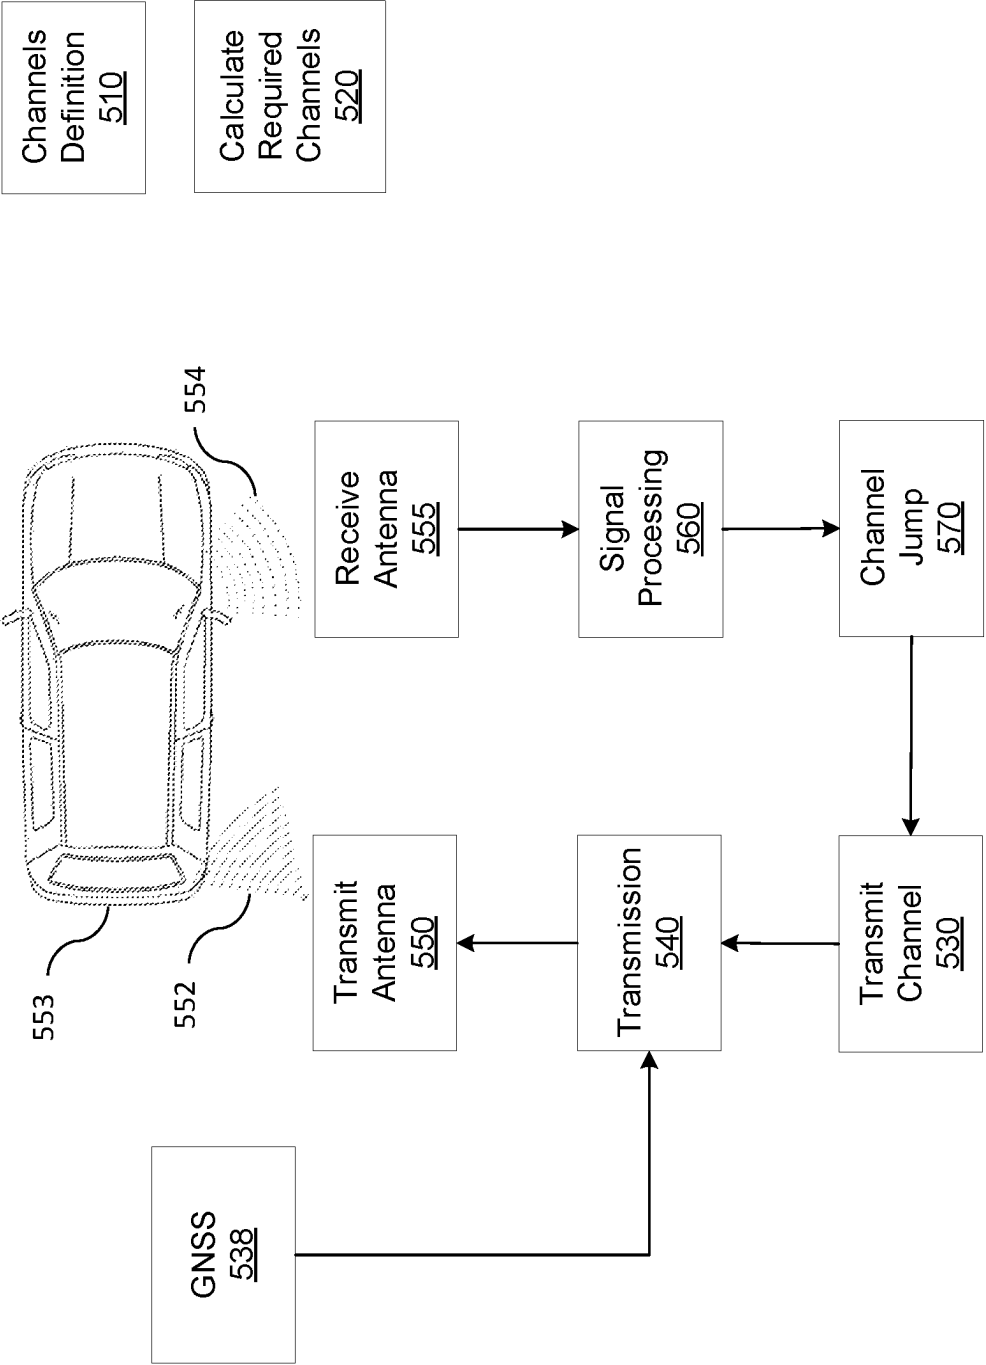 Channels
Definition
510
Calculate
Required
Channels
520
554
553
552
Receive
Antenna
555
Signal
Processing
560
Channel
Jump
570
Transmit
Antenna
550
Transmission
540
Transmit
Channel
530
GNSS
538